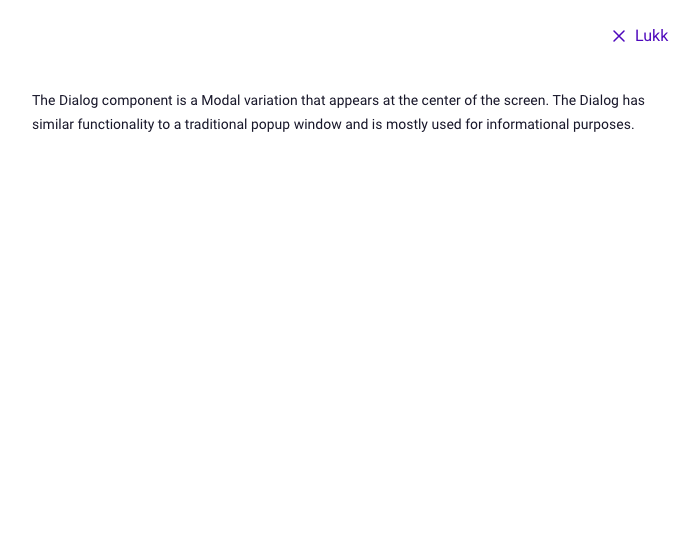 Lukk
The Dialog component is a Modal variation that appears at the center of the screen. The Dialog has
similar functionality to a traditional popup window and is mostly used for informational purposes.